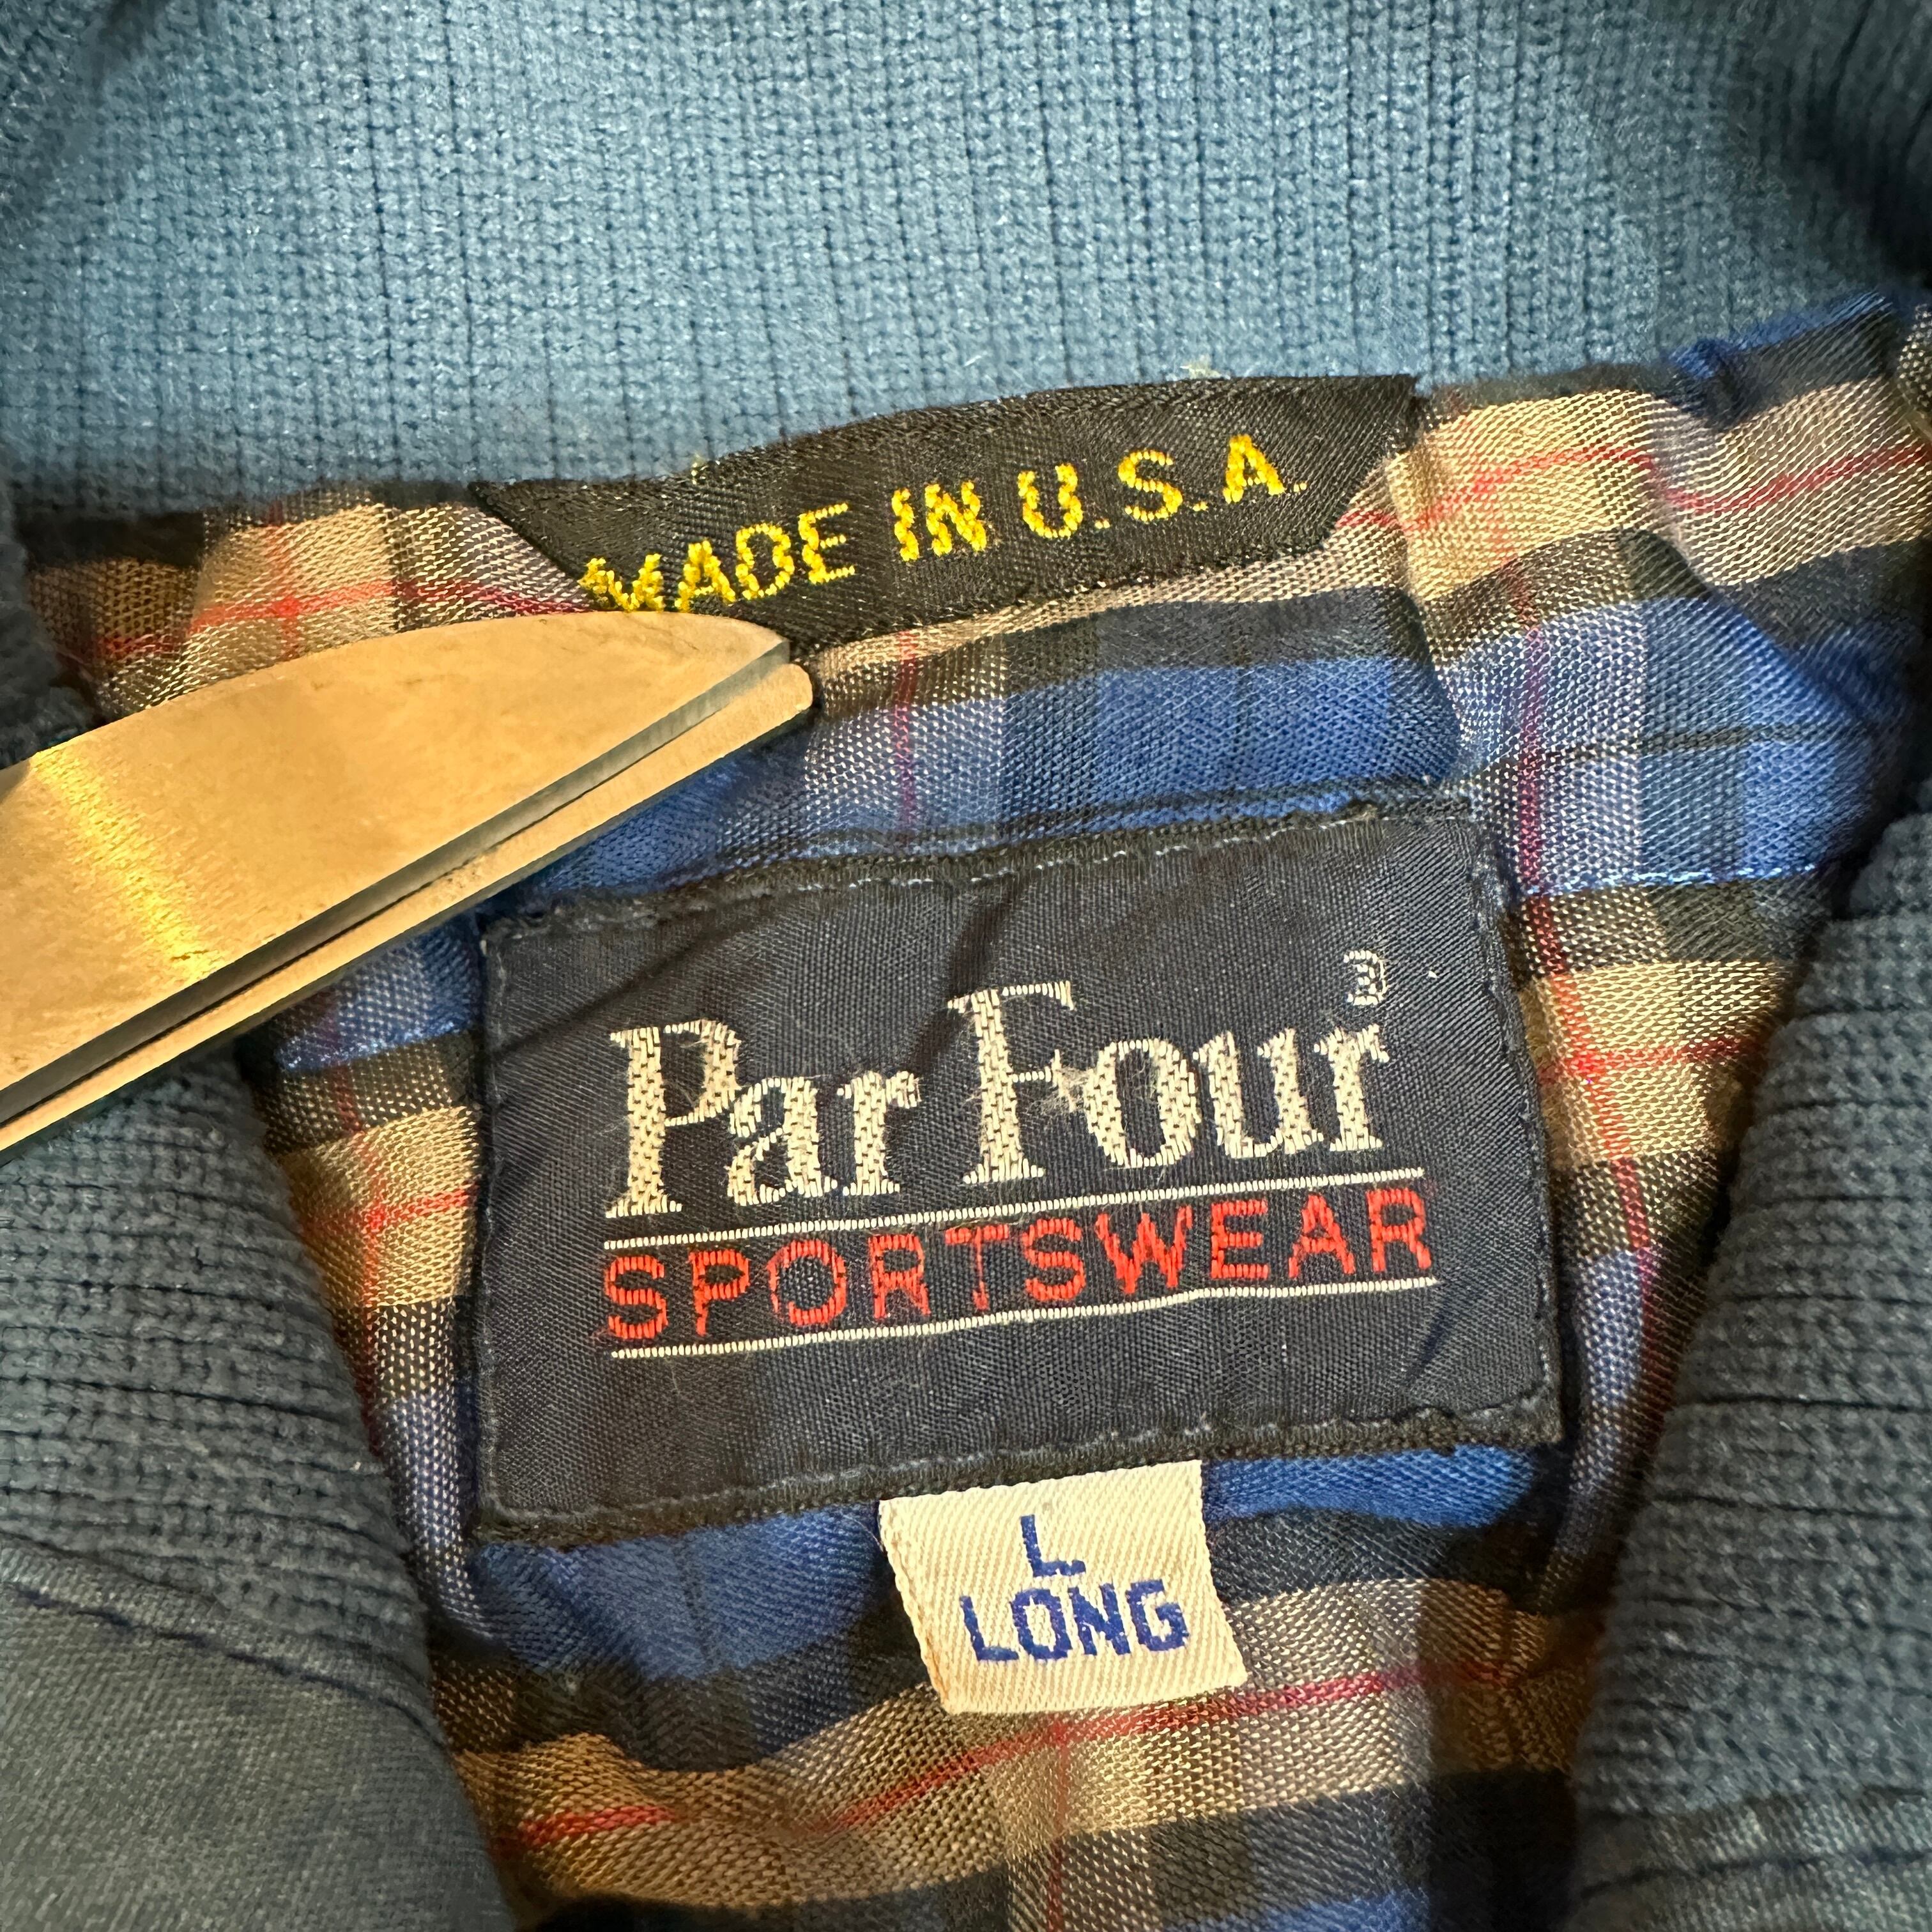 MADE IN U.S.A.
Par Four
SPORTSWEAR
L
LONG